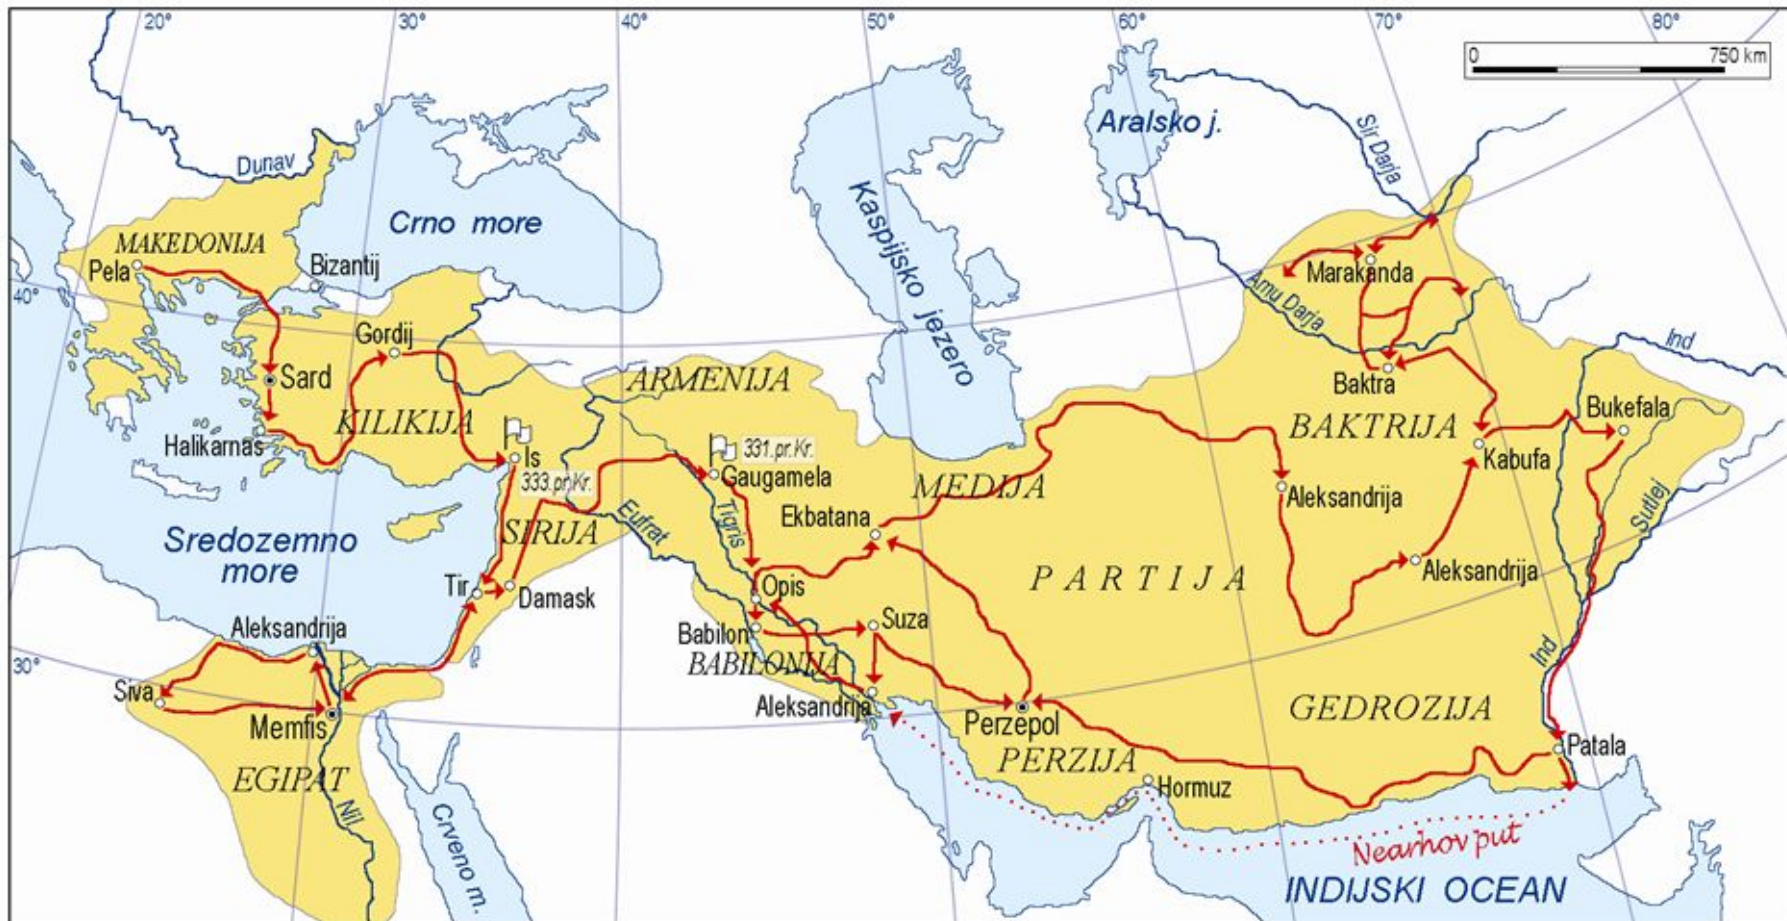 20° 30° 40° 50° 60° 70° 80°
0 750 km
Aralsko j.
Sir Darja
Dunav
Kaspijsko jezero
Crno more
MAKEDONIJA
Pela
Bizantij
Marakanda
Amu Darja
40°
Gordij
Ind
Sard
ARMENIJA
Baktra
KILIKIJA
BAKTRIJA
Bukefala
Halikarnas
Is
333.pr.Kr.
331.pr.Kr.
Gaugamela
MEDIJA
Kabufa
Aleksandrija
Sutlej
Ekbatana
Tigris
Eufrat
SIRIJA
Sredozemno
more
Tir
Damask
Opis
PARTIJA
Aleksandrija
Aleksandrija
Babilon
Suza
BABILONIJA
Ind
30°
Siva
Memfis
Aleksandrija
Perzepol
GEDROZIJA
EGIPAT
PERZIJA
Patala
Hormuz
Nil
Crveno m.
Nearhov put
INDIJSKI OCEAN